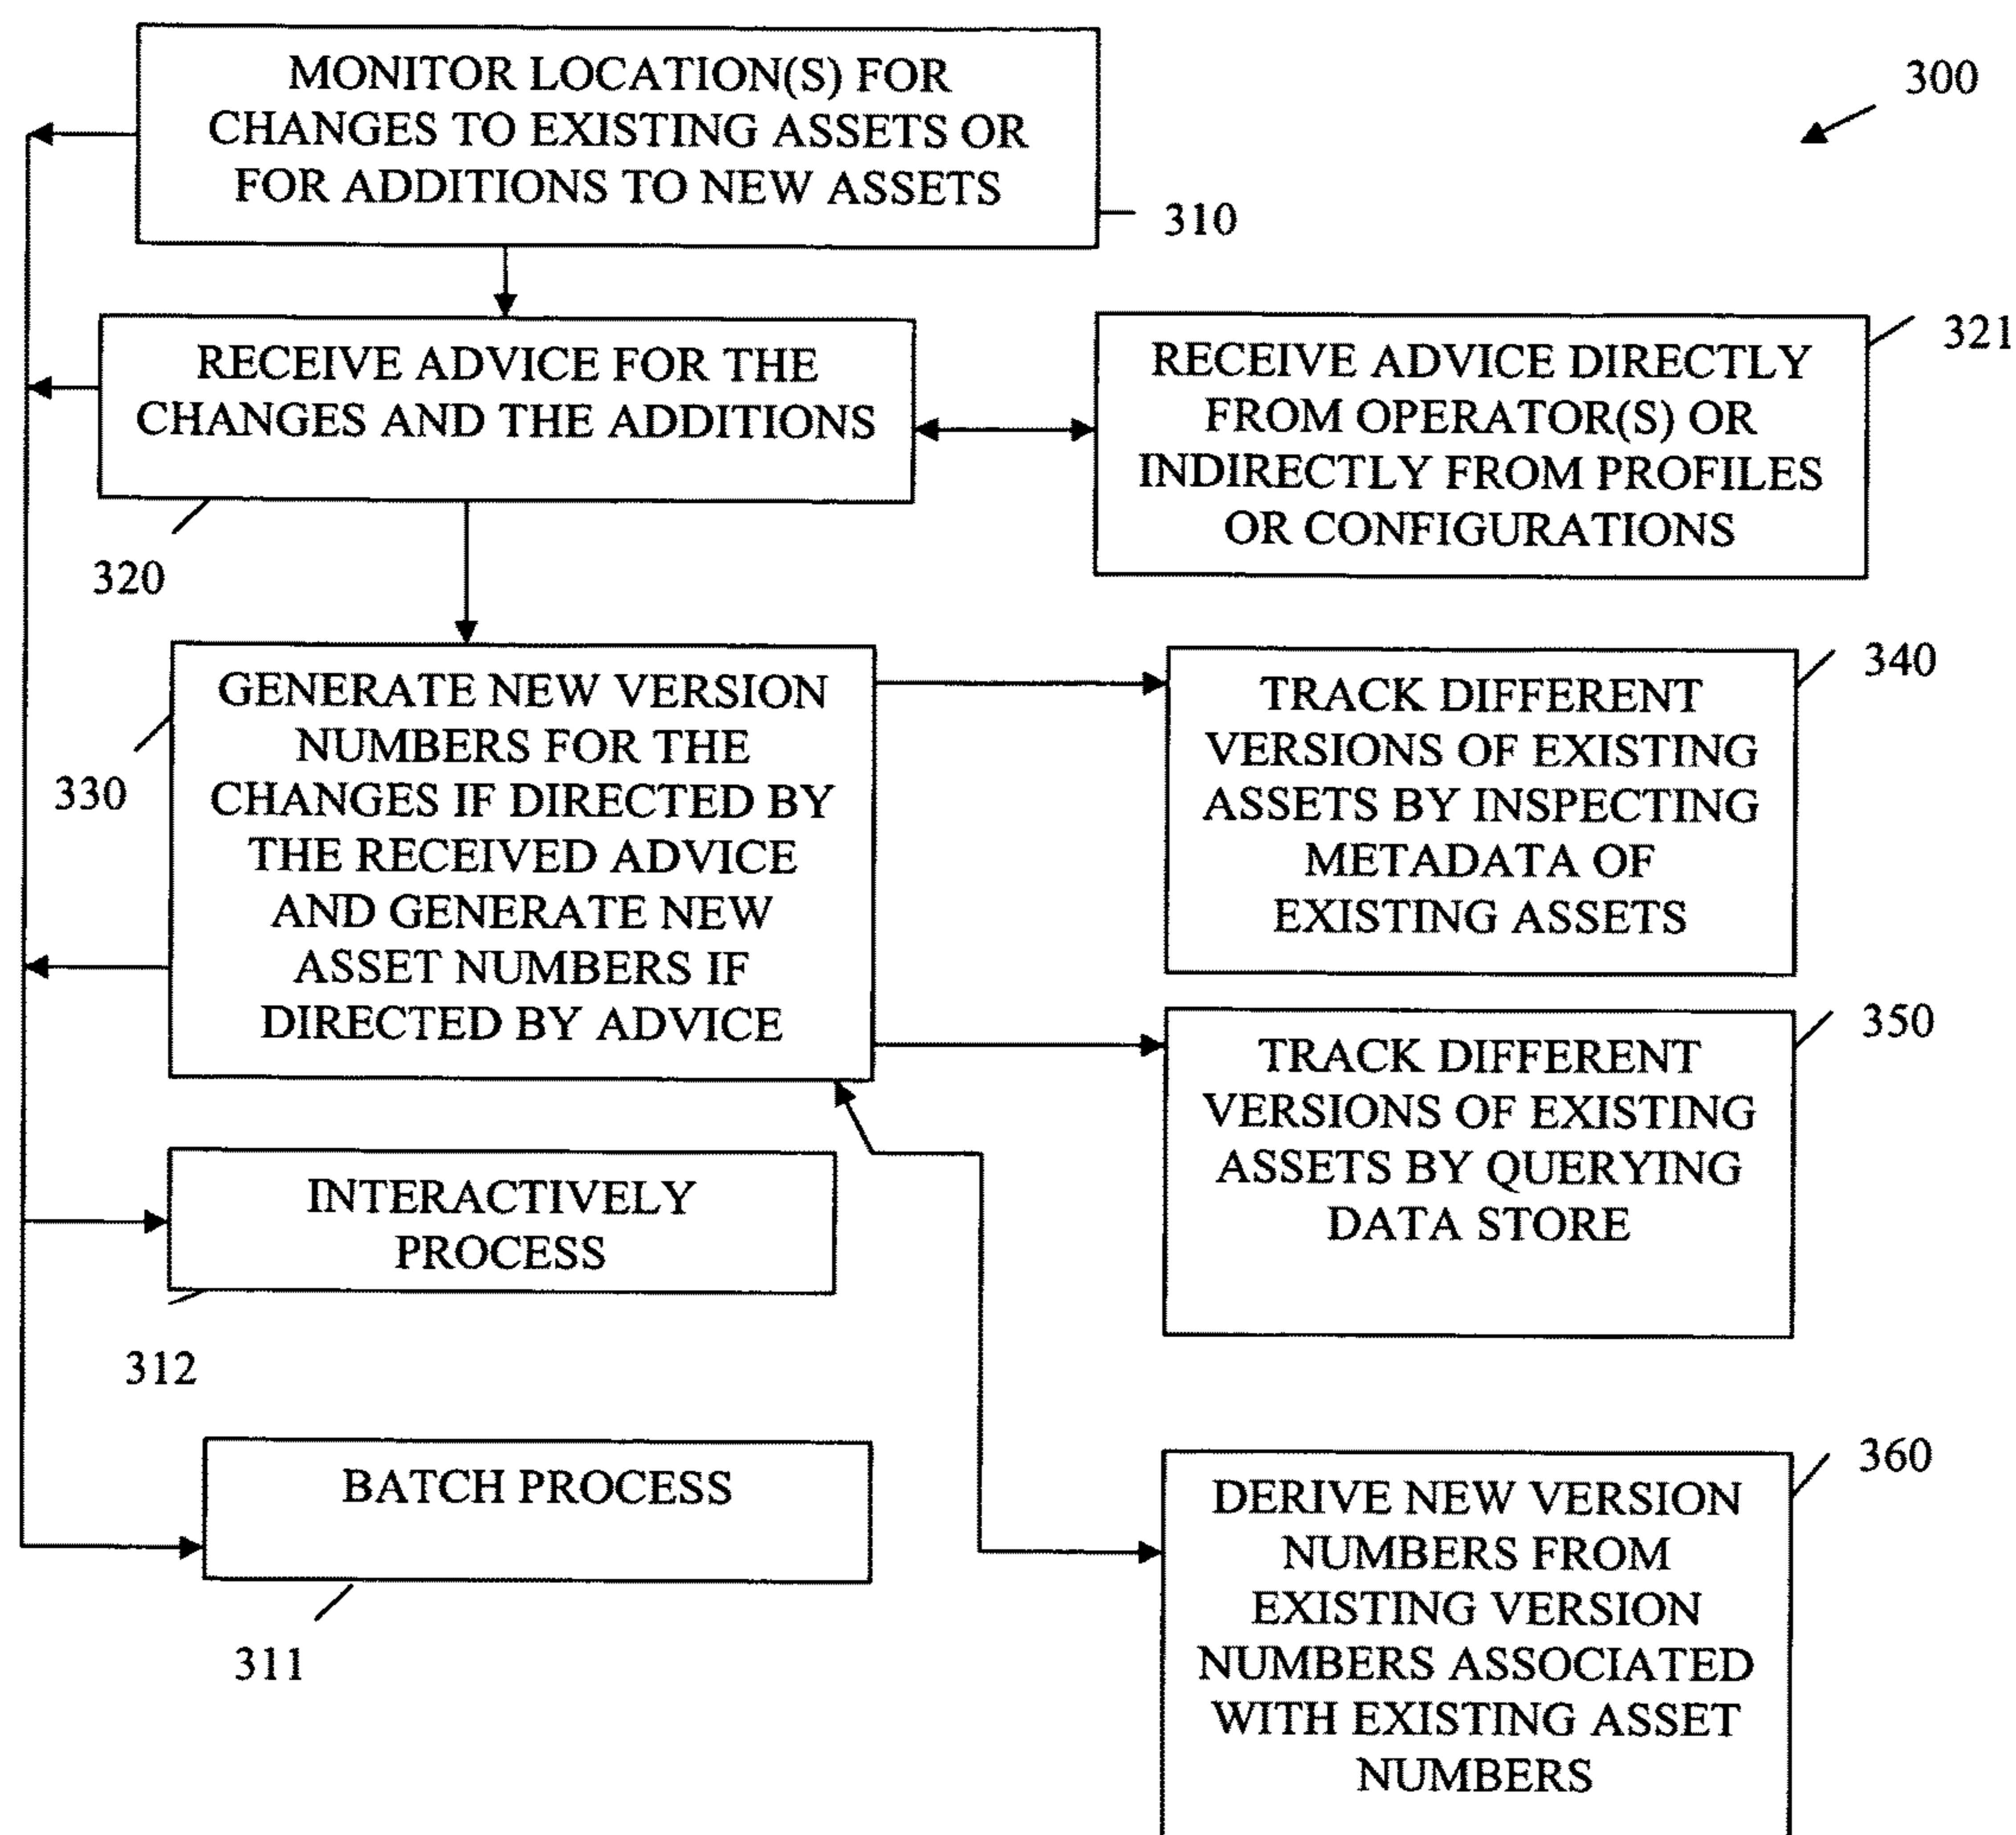 MONITOR LOCATION(S) FOR
CHANGES TO EXISTING ASSETS OR
FOR ADDITIONS TO NEW ASSETS
300
310
RECEIVE ADVICE FOR THE
CHANGES AND THE ADDITIONS
320
RECEIVE ADVICE DIRECTLY
FROM OPERATOR(S) OR
INDIRECTLY FROM PROFILES
OR CONFIGURATIONS
321
GENERATE NEW VERSION
NUMBERS FOR THE
CHANGES IF DIRECTED BY
THE RECEIVED ADVICE
AND GENERATE NEW
ASSET NUMBERS IF
DIRECTED BY ADVICE
330
TRACK DIFFERENT
VERSIONS OF EXISTING
ASSETS BY INSPECTING
METADATA OF
EXISTING ASSETS
340
TRACK DIFFERENT
VERSIONS OF EXISTING
ASSETS BY QUERYING
DATA STORE
350
INTERACTIVELY
PROCESS
312
BATCH PROCESS
311
DERIVE NEW VERSION
NUMBERS FROM
EXISTING VERSION
NUMBERS ASSOCIATED
WITH EXISTING ASSET
NUMBERS
360